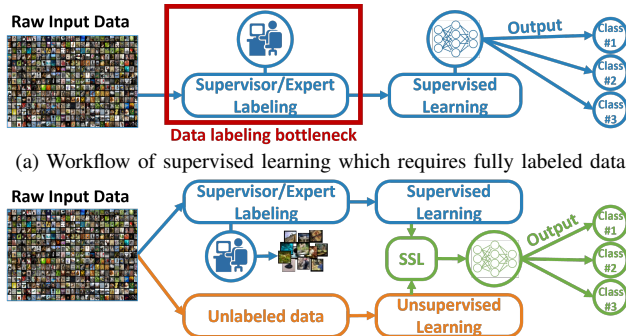 Raw Input Data
Supervisor/Expert
Labeling
Data labeling bottleneck
Supervised
Learning
Output
Class
#1
Class
#2
Class
#3
(a) Workflow of supervised learning which requires fully labeled data
Raw Input Data
Supervisor/Expert
Labeling
Supervised
Learning
SSL
Output
Class
#1
Class
#2
Class
#3
Unlabeled data
Unsupervised
Learning